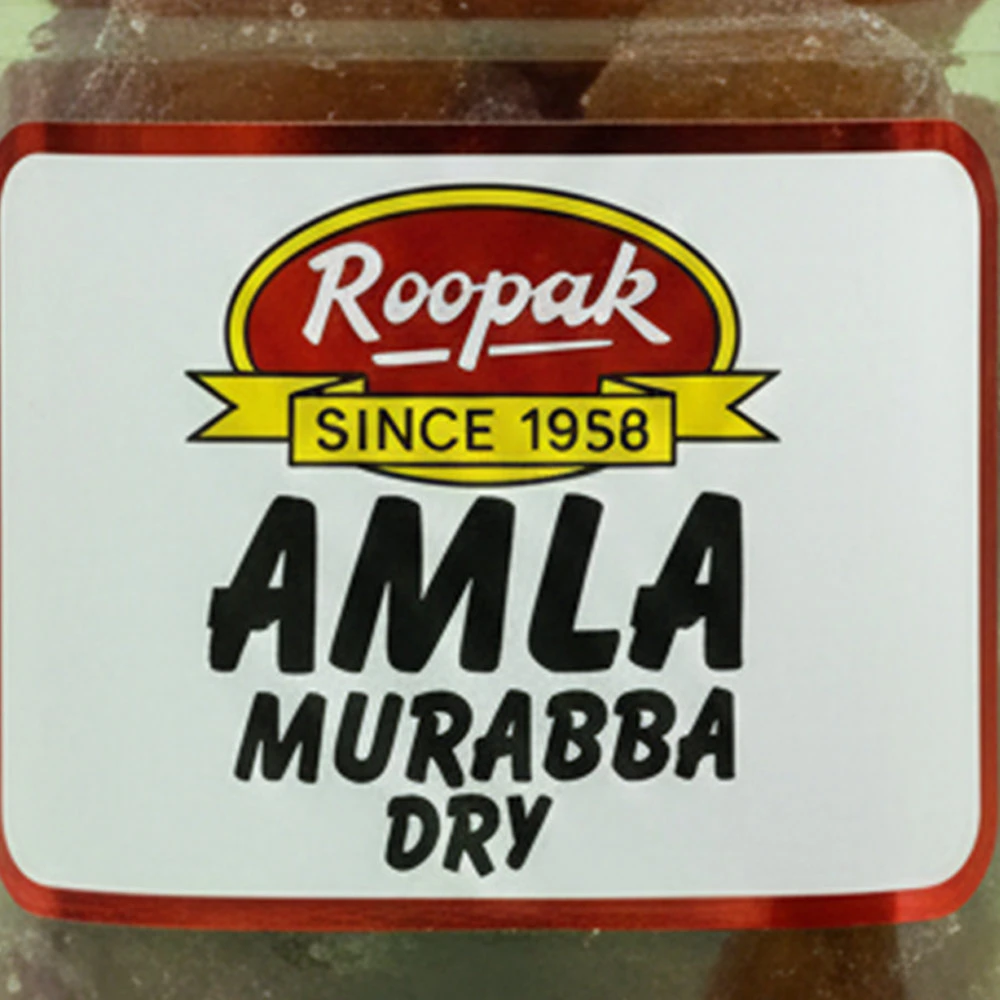 Roopak
SINCE 1958
AMLA
MURABBA
DRY